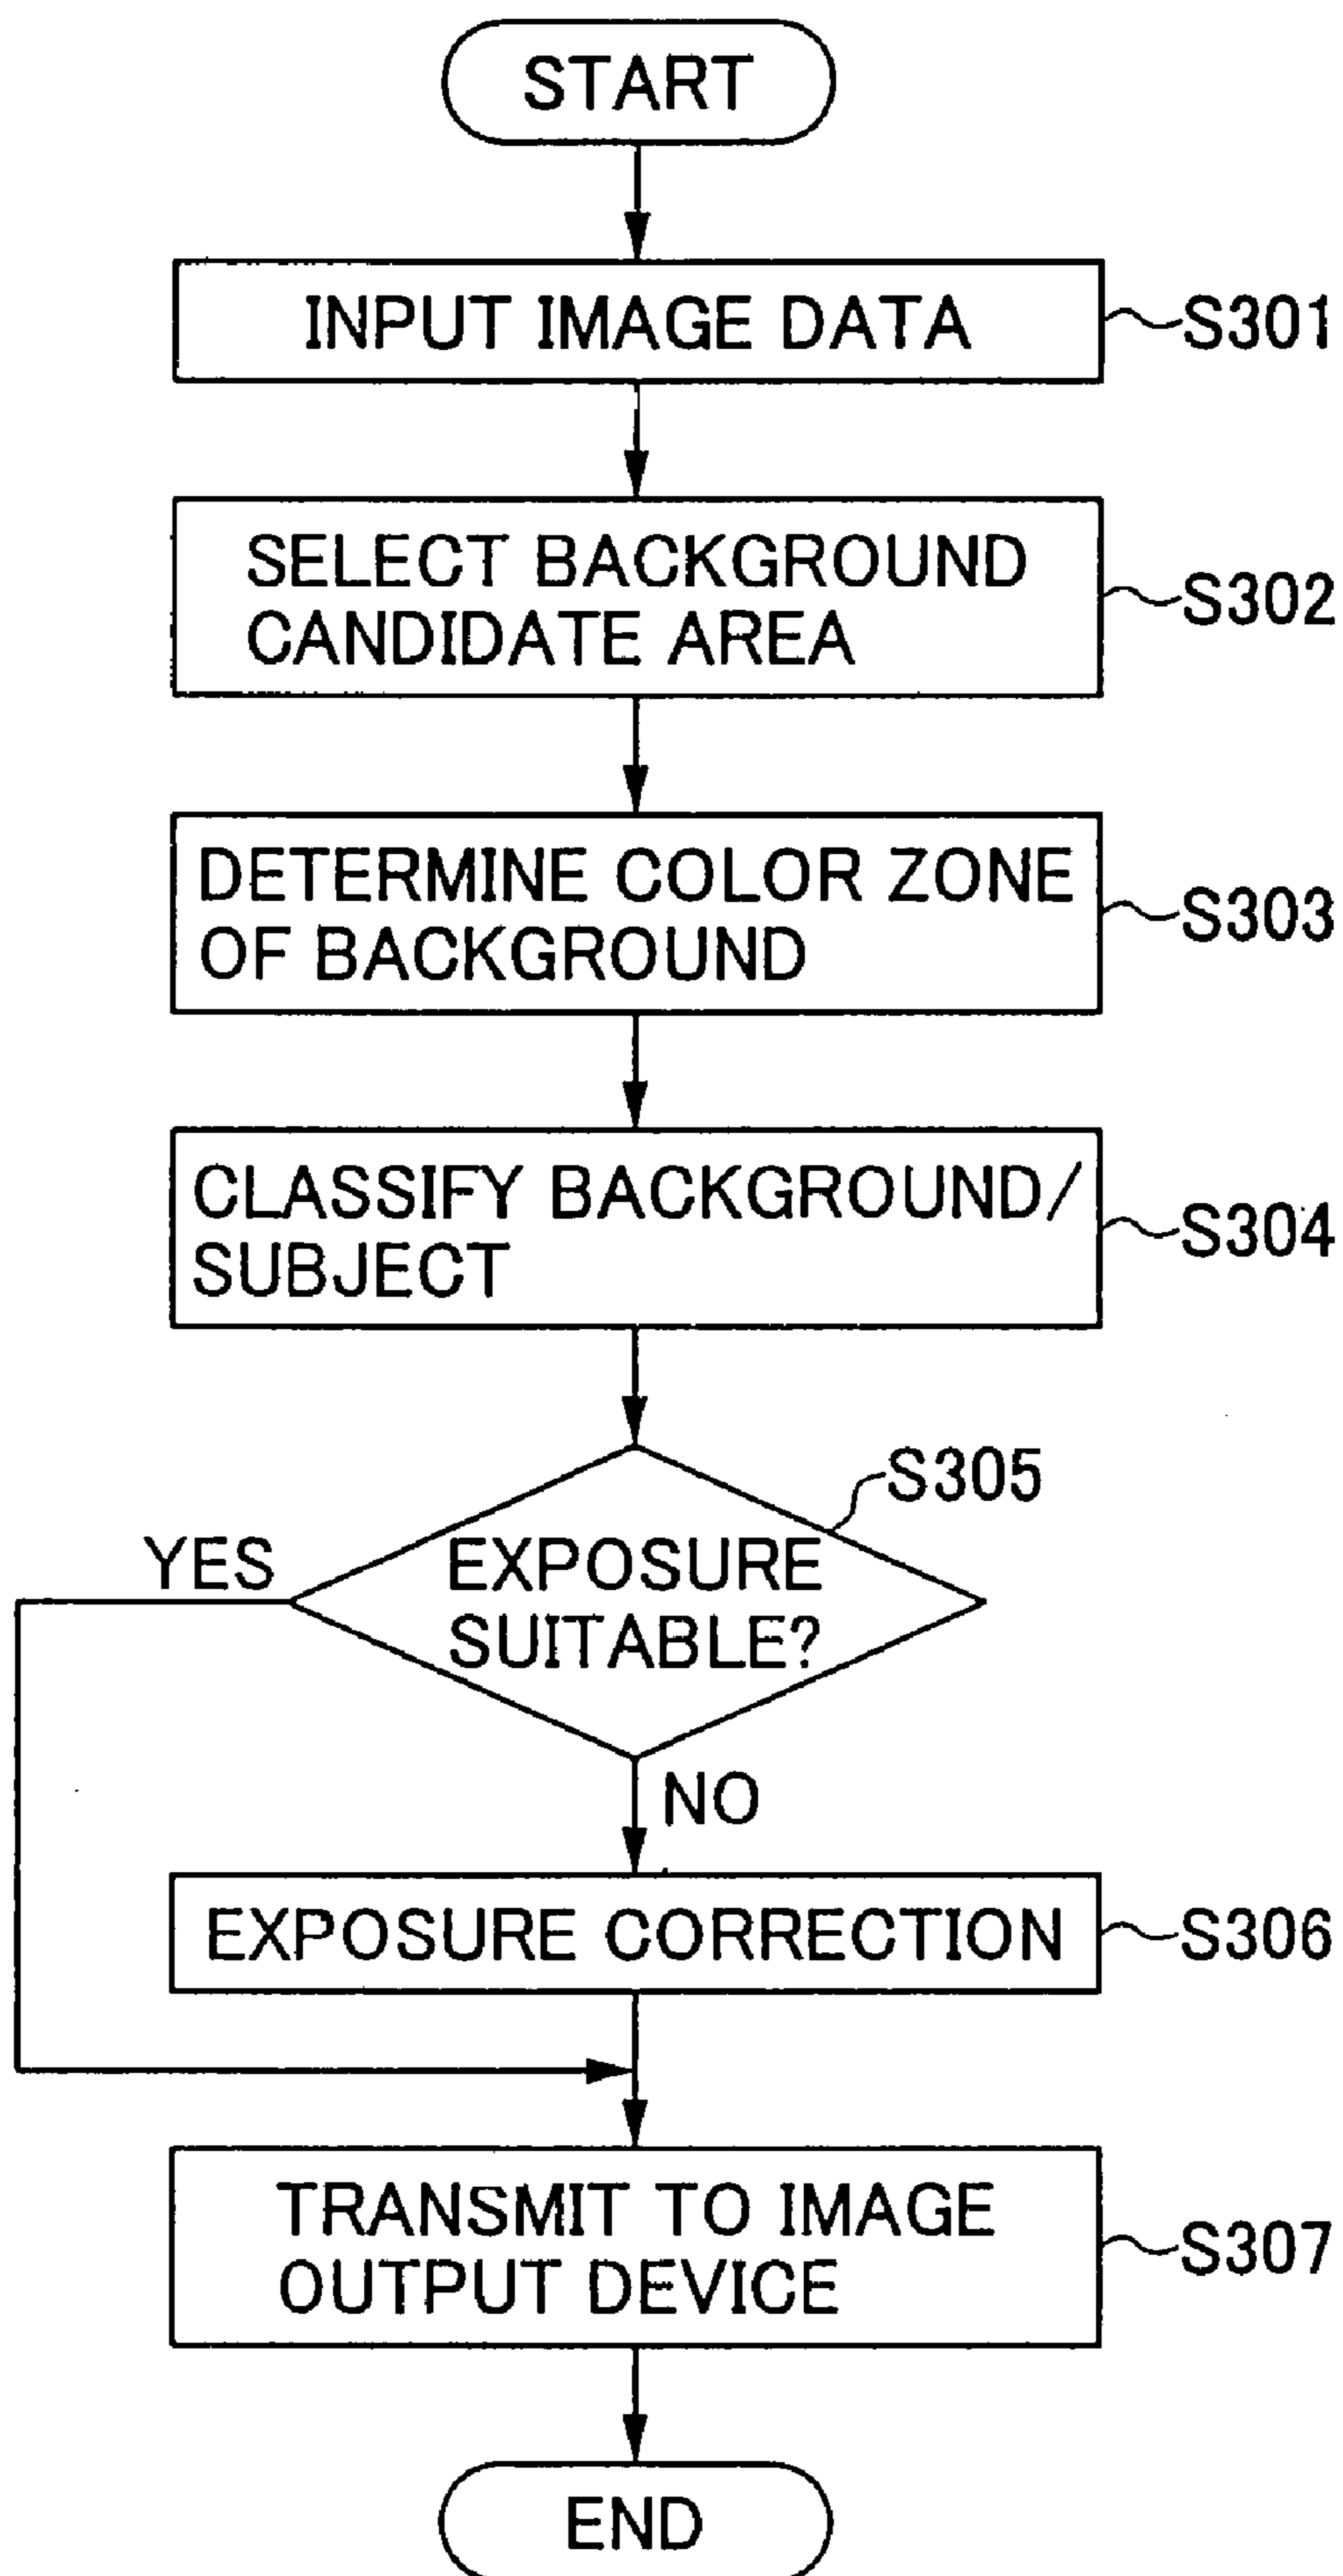 START
INPUT IMAGE DATA
S301
SELECT BACKGROUND
CANDIDATE AREA
S302
DETERMINE COLOR ZONE
OF BACKGROUND
S303
CLASSIFY BACKGROUND/
SUBJECT
S304
S305
YES
EXPOSURE
SUITABLE?
NO
EXPOSURE CORRECTION
S306
TRANSMIT TO IMAGE
OUTPUT DEVICE
S307
END